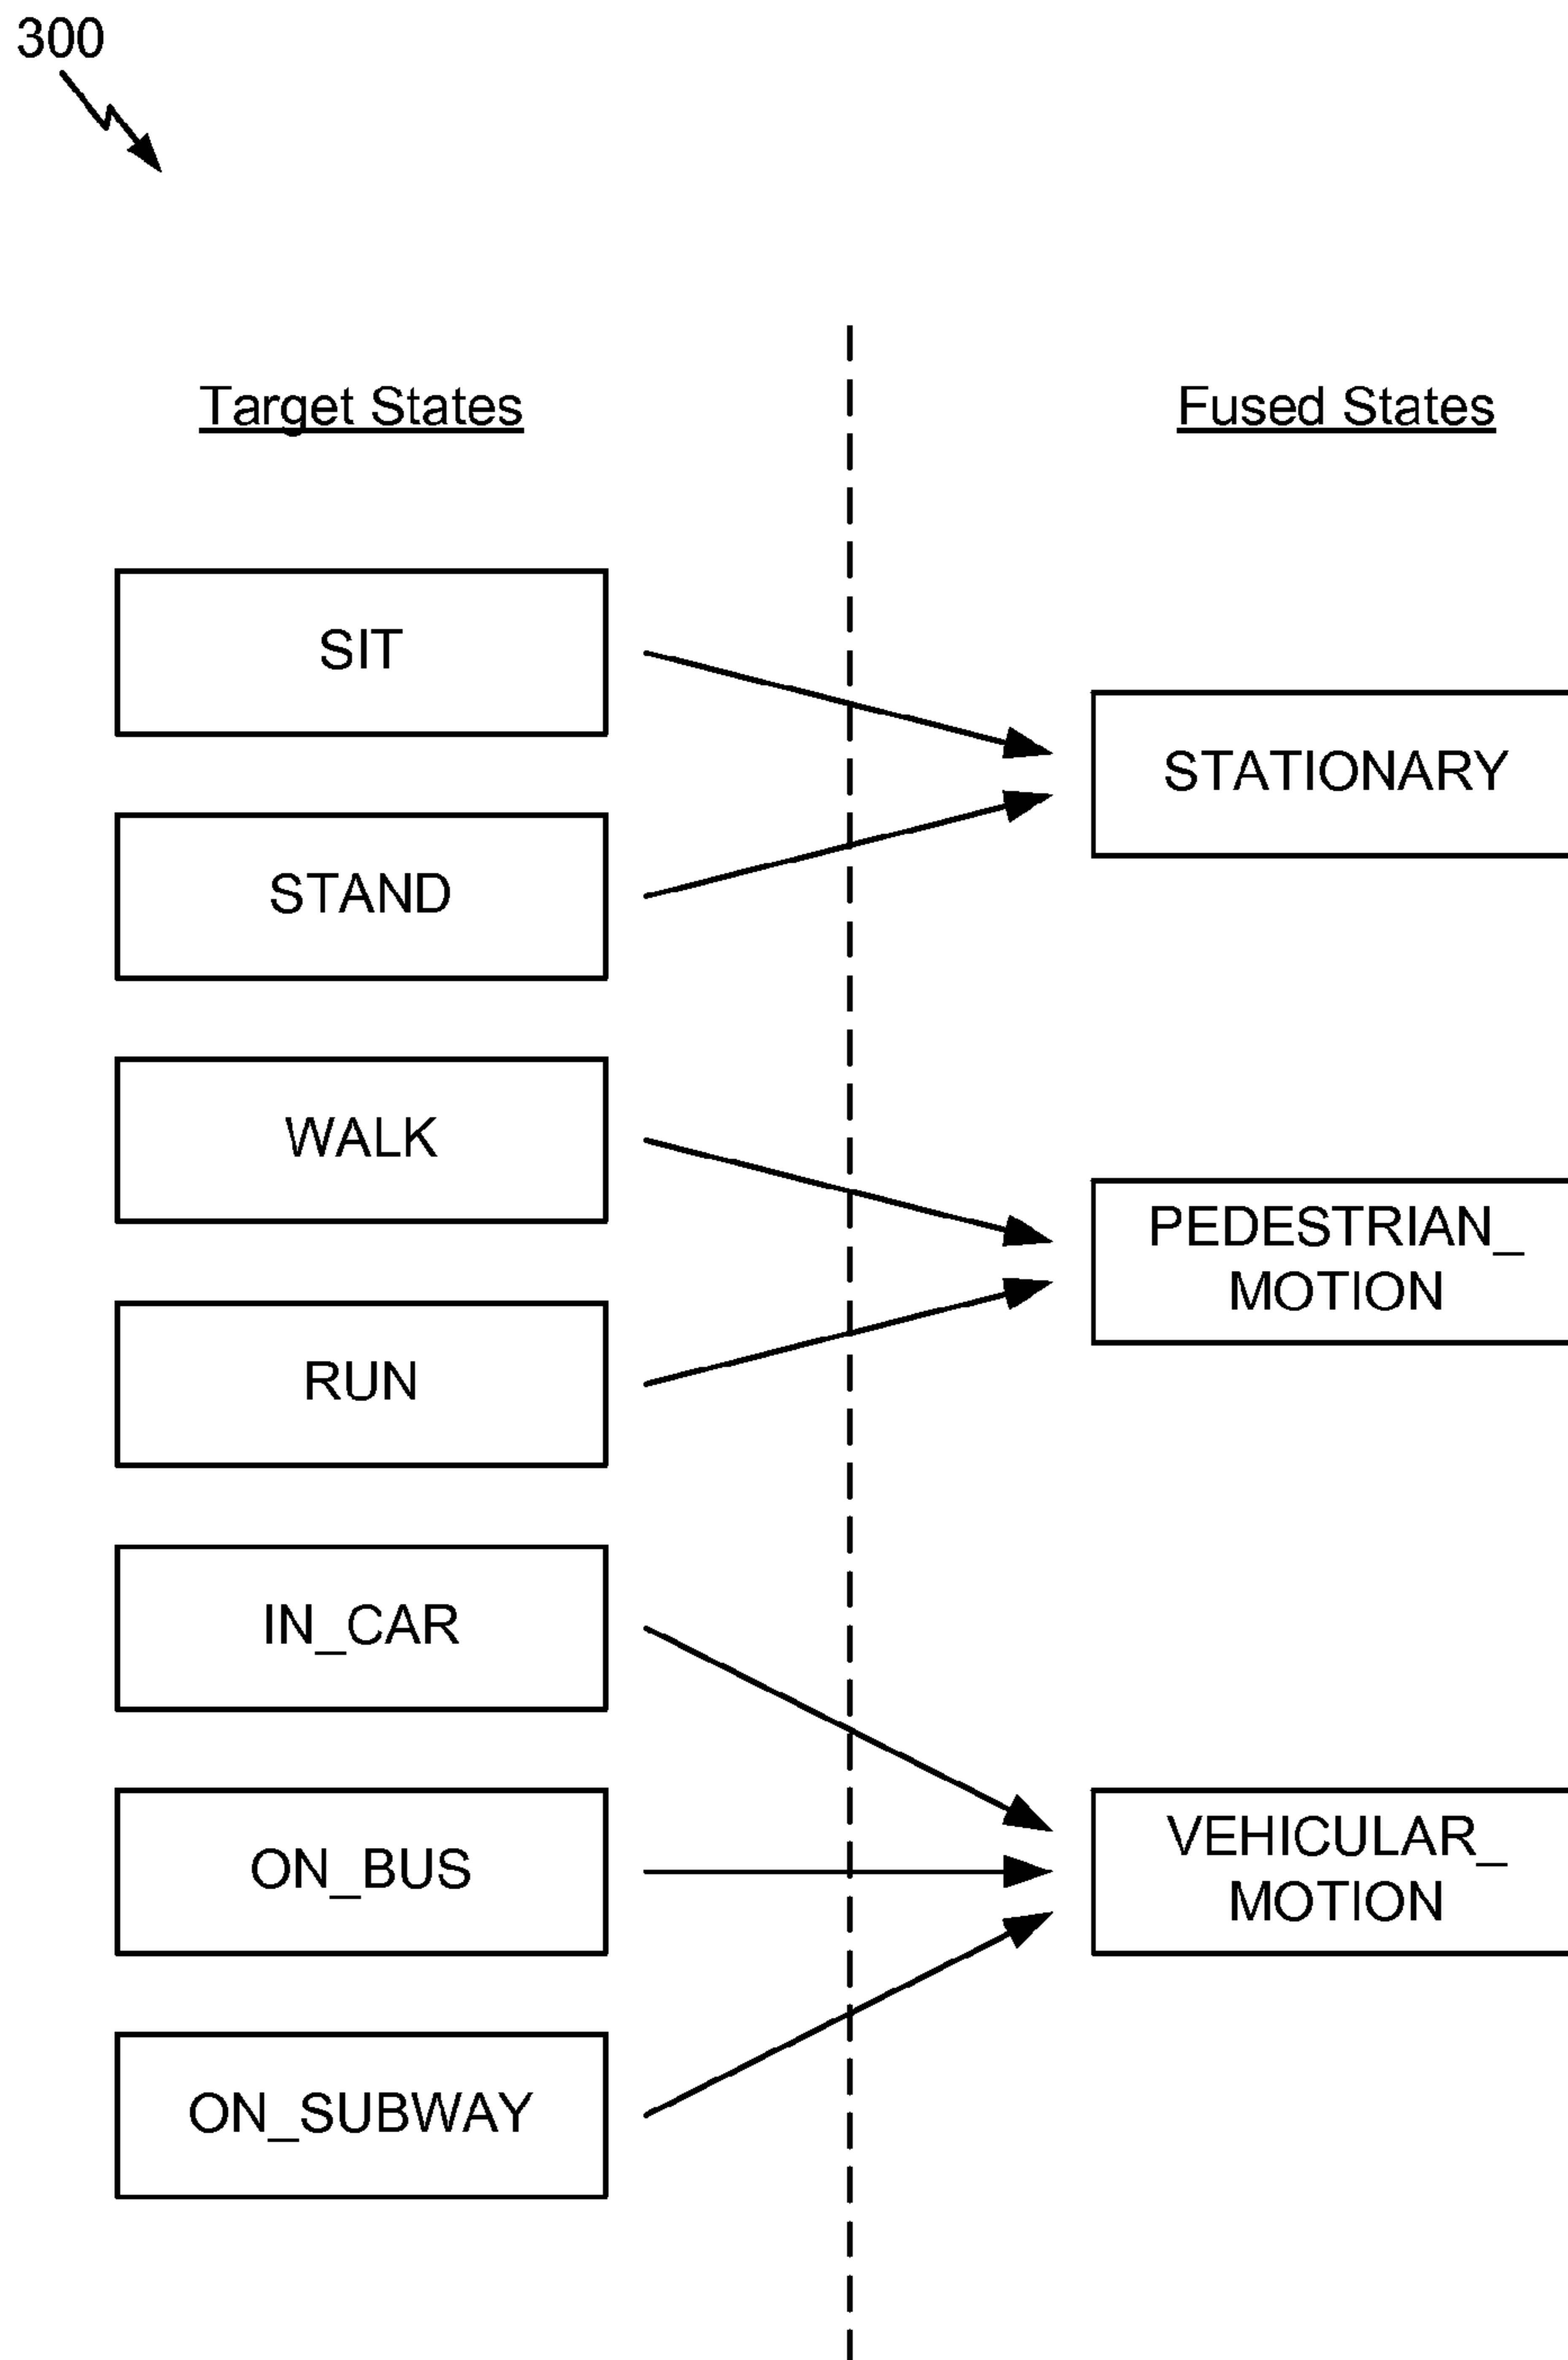 300
Target States
Fused States
SIT
STATIONARY
STAND
WALK
PEDESTRIAN_
MOTION
RUN
IN_CAR
ON_BUS
VEHICULAR_
MOTION
ON_SUBWAY